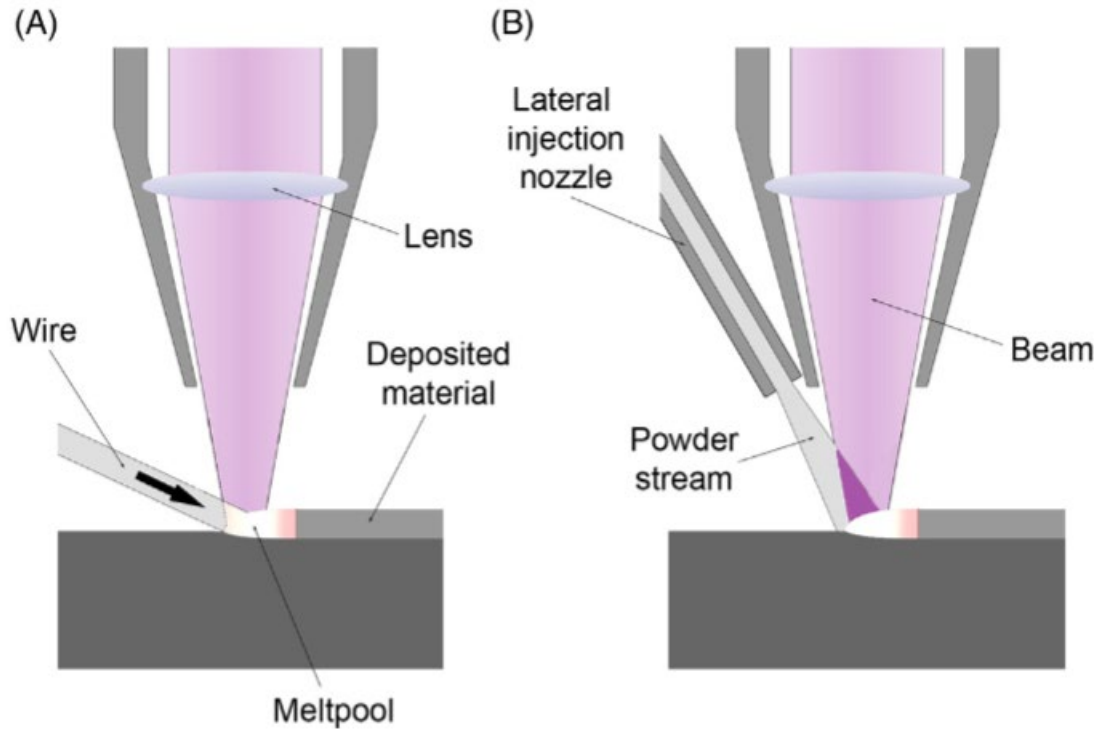 (A)
Lens
Wire
Deposited
material
Meltpool
(B)
Lateral
injection
nozzle
Beam
Powder
stream